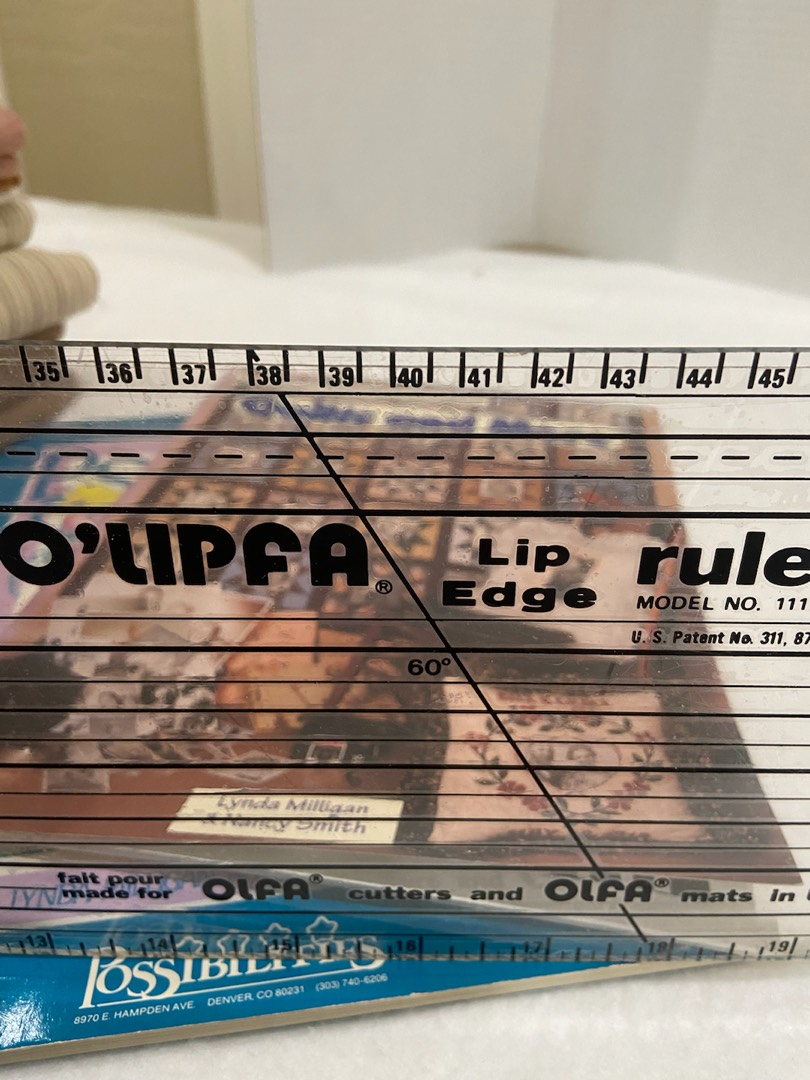 35 36 37 38 39 40 41 42 43 44 45
O'LIPFA® Lip Edge rule
MODEL NO. 111
U. S. Patent No. 311, 87
60°
Lynda Milligan
& Nancy Smith
falt pour
made for OLFA® cutters and OLFA® mats in
13 14 15 16 17 18 19
POSSIBILITIES
8970 E. HAMPDEN AVE DENVER, CO 80231 (303) 740-6206